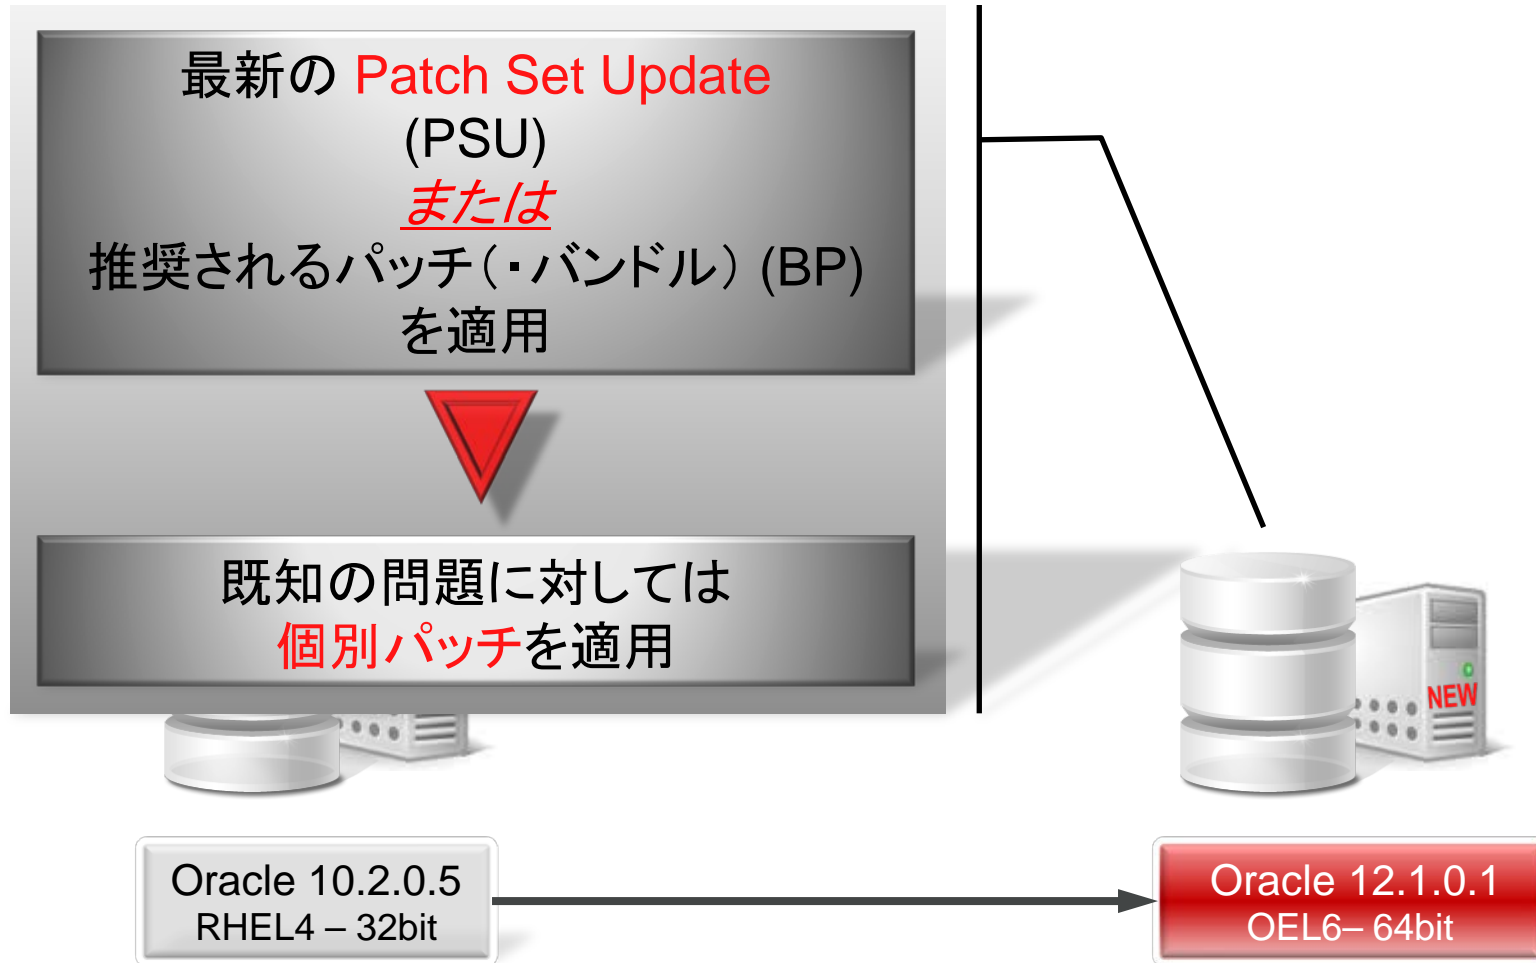 最新の Patch Set Update
(PSU)
または
推奨されるパッチ（・バンドル） (BP)
を適用
既知の問題に対しては
個別パッチを適用
NEW
Oracle 10.2.0.5
RHEL4 – 32bit
Oracle 12.1.0.1
OEL6– 64bit